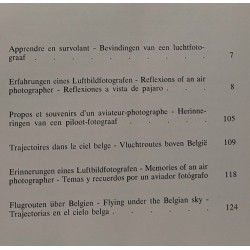 Apprendre en survolant - Bevindingen van een luchtfoto-
graaf . . . . . . . 7
Erfahrungen eines Luftbildfotografen - Reflexions of an air
photographer - Reflexiones a vista de pajaro . . . 8
Propos et souvenirs d'un aviateur-photographe - Herinne-
ringen van een piloot-fotograaf . . . . 105
Trajectoires dans le ciel belge - Vluchtroutes boven België
. . . . . . . . 109
Erinnerungen eines Luftbildfotografen - Memories of an air
photographer - Temas y recuerdos por un aviador fotógrafo
. . . . . . . . 118
Flugrouten über Belgien - Flying under the Belgian sky -
Trajectorias en el cielo belga . . . . . 124